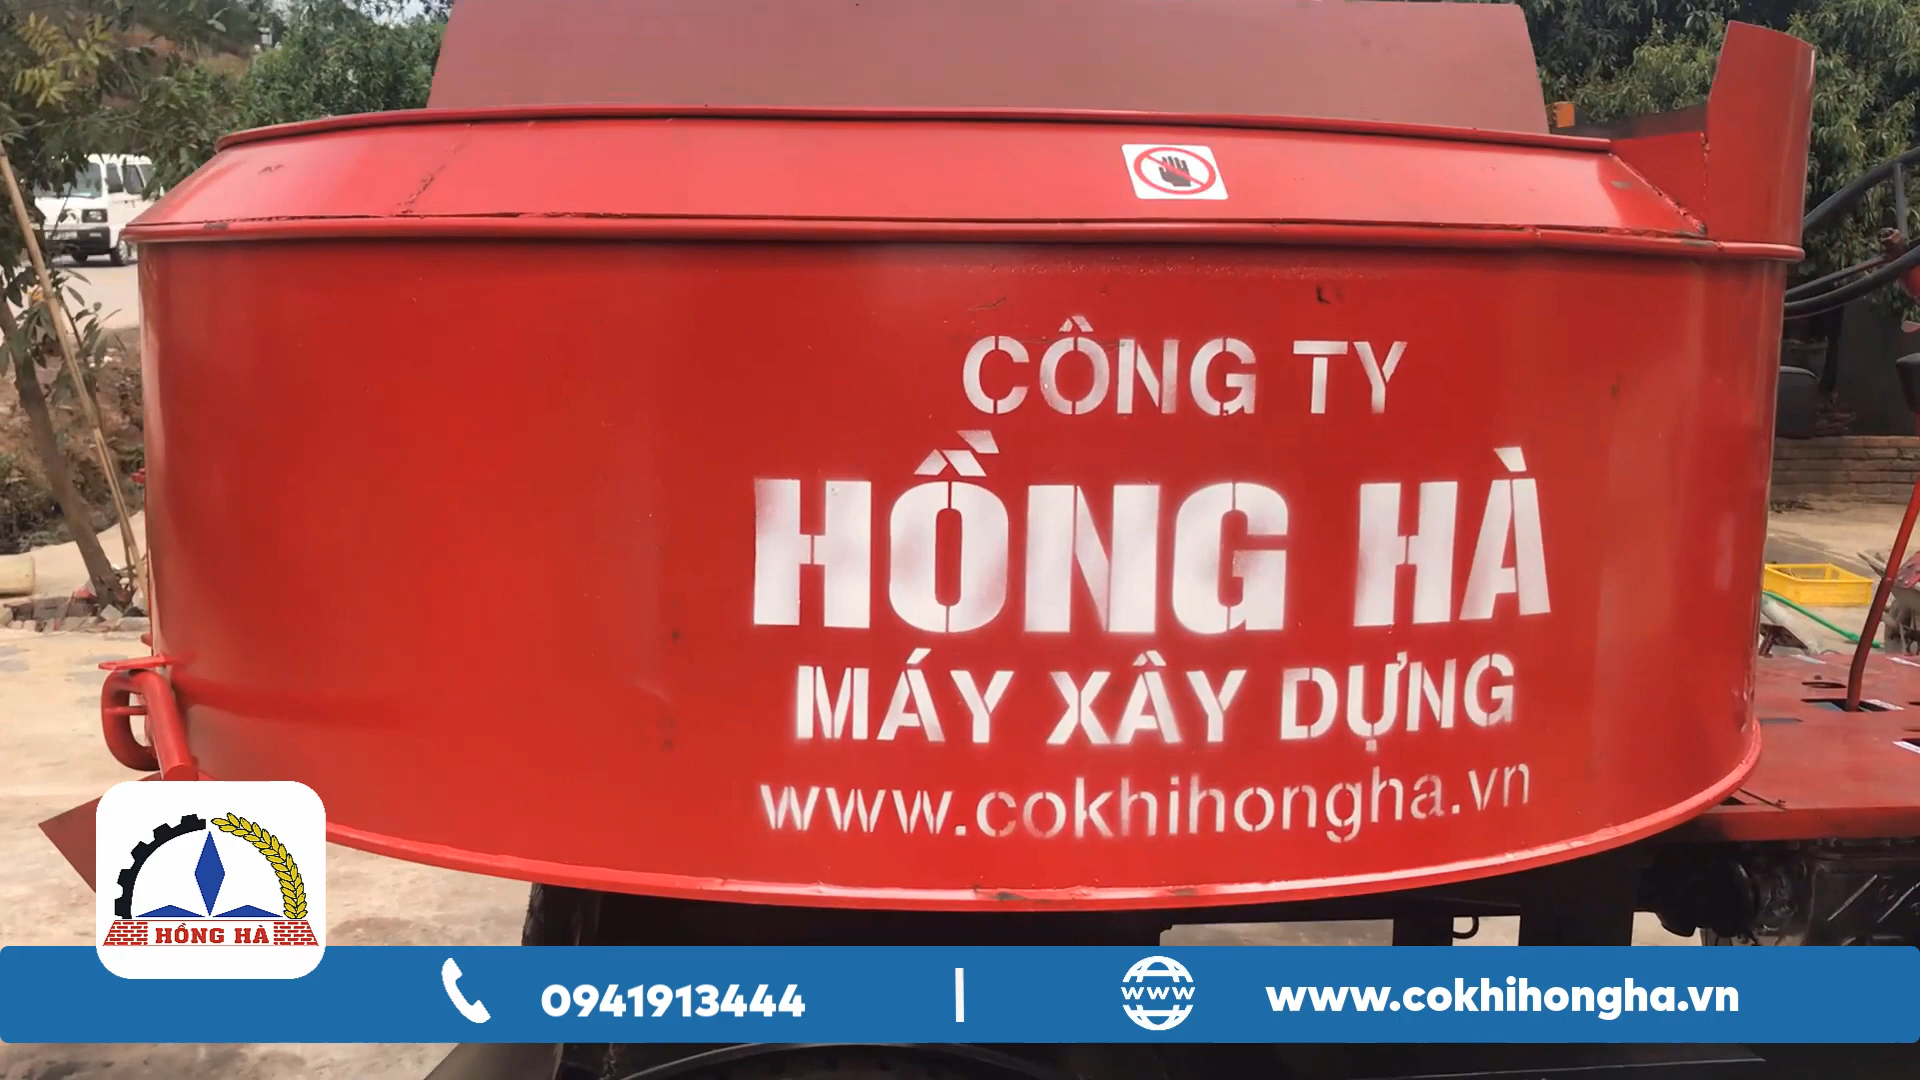 CÔNG TY
HỒNG HÀ
MÁY XÂY DỰNG
www.cokhihongha.vn
HỒNG HÀ
0941913444 | www www.cokhihongha.vn